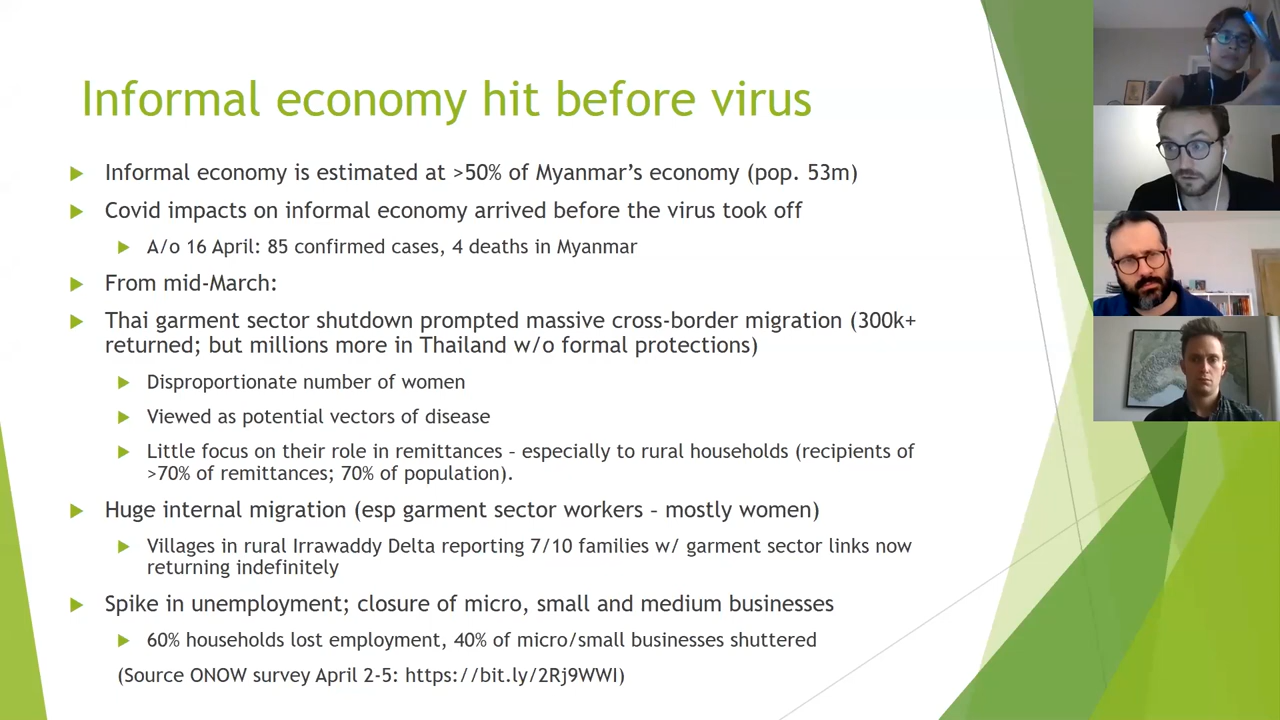 Informal economy hit before virus
Informal economy is estimated at >50% of Myanmar’s economy (pop. 53m)
Covid impacts on informal economy arrived before the virus took off
A/o 16 April: 85 confirmed cases, 4 deaths in Myanmar
From mid-March:
Thai garment sector shutdown prompted massive cross-border migration (300k+
returned; but millions more in Thailand w/o formal protections)
Disproportionate number of women
Viewed as potential vectors of disease
Little focus on their role in remittances – especially to rural households (recipients of
>70% of remittances; 70% of population).
Huge internal migration (esp garment sector workers – mostly women)
Villages in rural Irrawaddy Delta reporting 7/10 families w/ garment sector links now
returning indefinitely
Spike in unemployment; closure of micro, small and medium businesses
60% households lost employment, 40% of micro/small businesses shuttered
(Source ONOW survey April 2-5: https://bit.ly/2Rj9WWI)